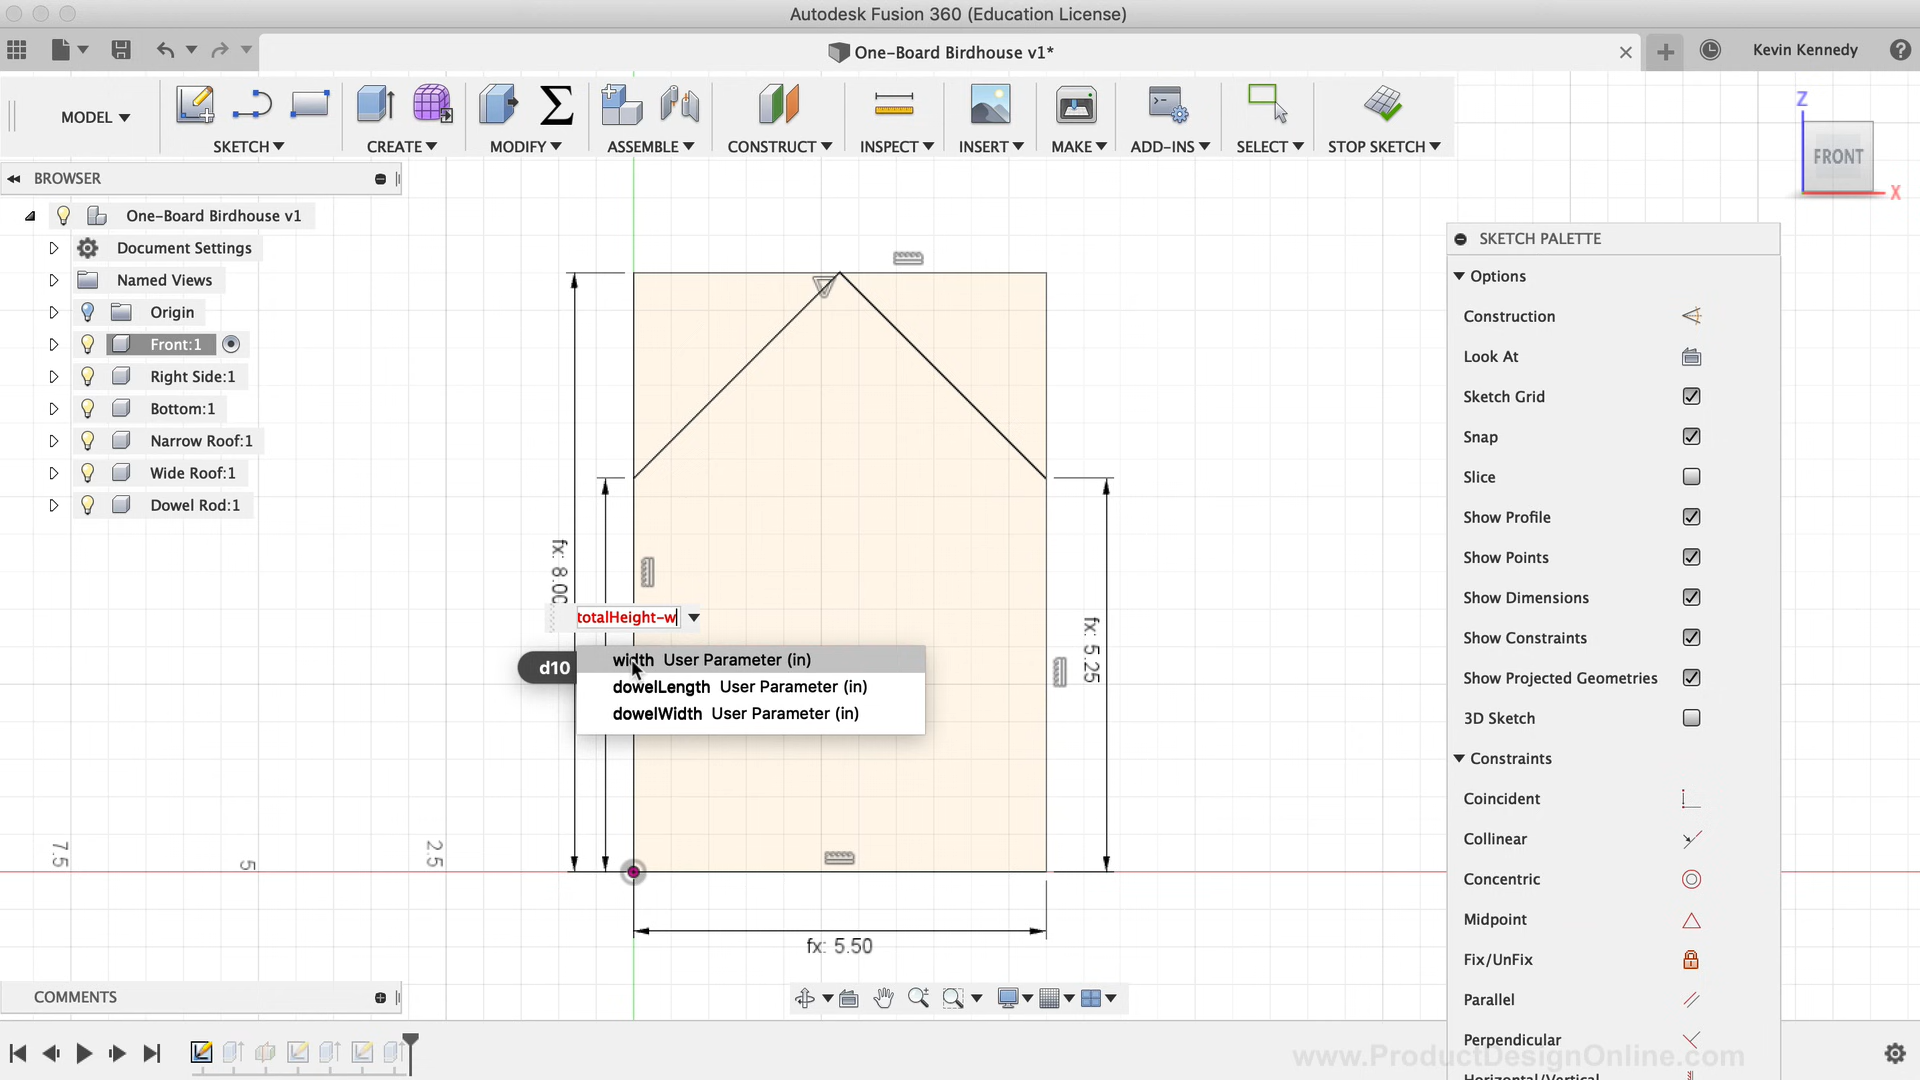 Autodesk Fusion 360 (Education License)
One-Board Birdhouse v1*
Kevin Kennedy
MODEL
SKETCH
CREATE
MODIFY
ASSEMBLE
CONSTRUCT
INSPECT
INSERT
MAKE
ADD-INS
SELECT
STOP SKETCH
Z
FRONT
X
BROWSER
One-Board Birdhouse v1
Document Settings
Named Views
Origin
Front:1
Right Side:1
Bottom:1
Narrow Roof:1
Wide Roof:1
Dowel Rod:1
SKETCH PALETTE
Options
Construction
Look At
Sketch Grid
Snap
Slice
Show Profile
Show Points
Show Dimensions
Show Constraints
Show Projected Geometries
3D Sketch
Constraints
Coincident
Collinear
Concentric
Midpoint
Fix/UnFix
Parallel
Perpendicular
Horizontal/Vertical
fx: 8.00
totalHeight-w
d10
width User Parameter (in)
dowelLength User Parameter (in)
dowelWidth User Parameter (in)
fx: 5.25
7.5
5
2.5
fx: 5.50
COMMENTS
www.ProductDesignOnline.com